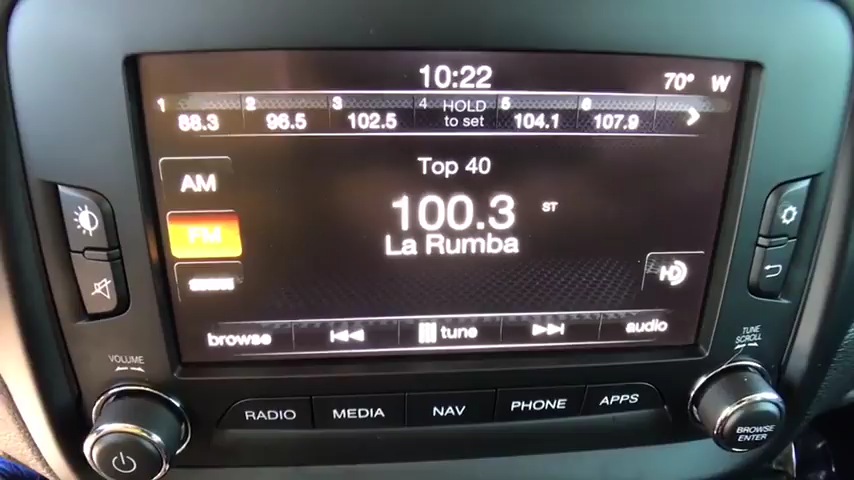 10:22
70° W
1 2 3 4 HOLD 5 6
88.3 96.5 102.5 to set 104.1 107.9
Top 40
AM
100.3 ST
FM
La Rumba
HD
browse tune audio
VOLUME
TUNE
SCROLL
RADIO MEDIA NAV PHONE APPS
BROWSE
ENTER